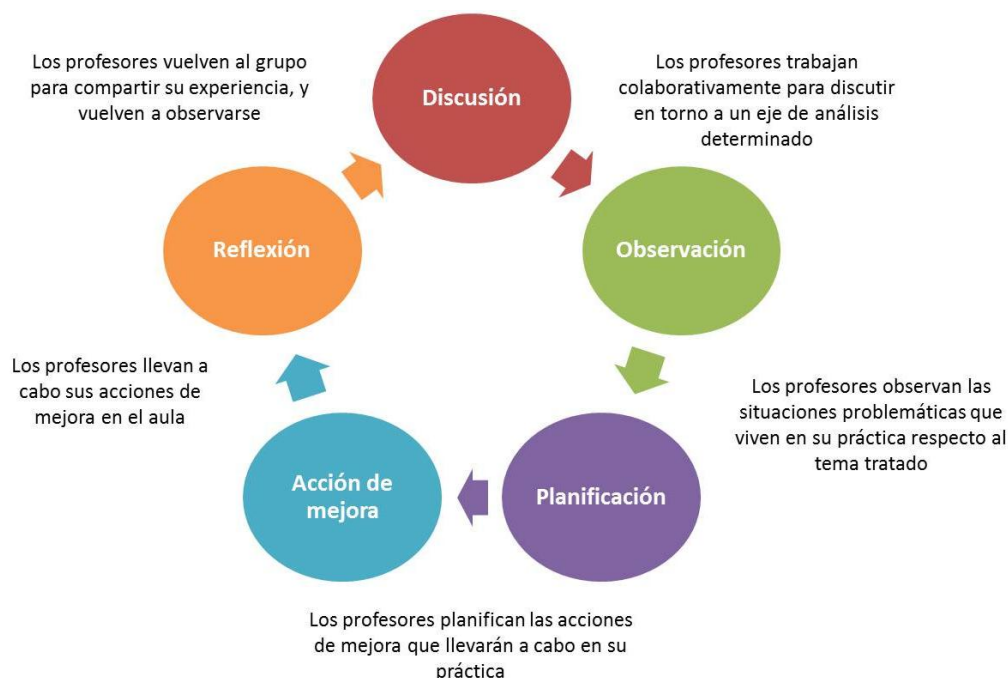 Discusión
Los profesores trabajan
colaborativamente para discutir
en torno a un eje de análisis
determinado
Observación
Los profesores observan las
situaciones problemáticas que
viven en su práctica respecto al
tema tratado
Planificación
Los profesores planifican las acciones
de mejora que llevarán a cabo en su
práctica
Acción de
mejora
Los profesores llevan a
cabo sus acciones de
mejora en el aula
Reflexión
Los profesores vuelven al grupo
para compartir su experiencia, y
vuelven a observarse